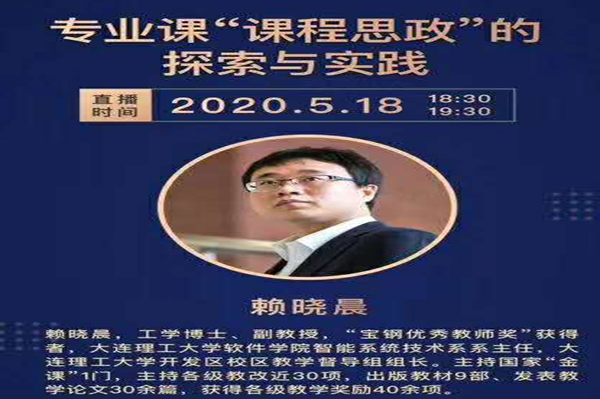 专业课“课程思政”的
探索与实践
直播 2020.5.18 18:30
时间 19:30
赖晓晨
赖晓晨，工学博士、副教授，“宝钢优秀教师奖”获得
者，大连理工大学软件学院智能系统技术系系主任，大
连理工大学开发区校区教学督导组组长。主持国家“金
课”1门，主持各级教改近30项，出版教材9部、发表教
学论文30余篇，获得各级教学奖励40余项。